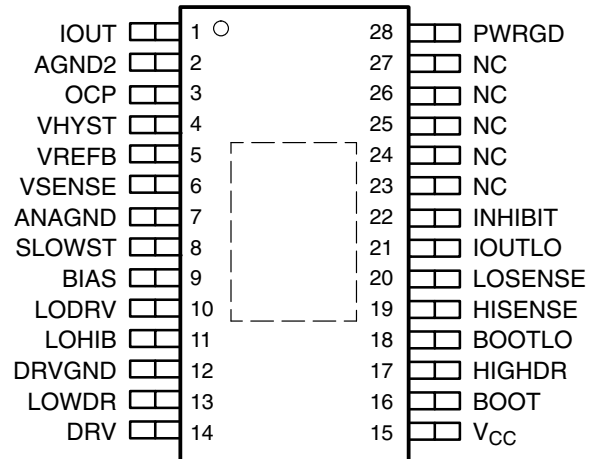 IOUT 1 28 PWRGD
AGND2 2 27 NC
OCP 3 26 NC
VHYST 4 25 NC
VREFB 5 24 NC
VSENSE 6 23 NC
ANAGND 7 22 INHIBIT
SLOWST 8 21 IOUTLO
BIAS 9 20 LOSENSE
LODRV 10 19 HISENSE
LOHIB 11 18 BOOTLO
DRVGND 12 17 HIGHDR
LOWDR 13 16 BOOT
DRV 14 15 VCC